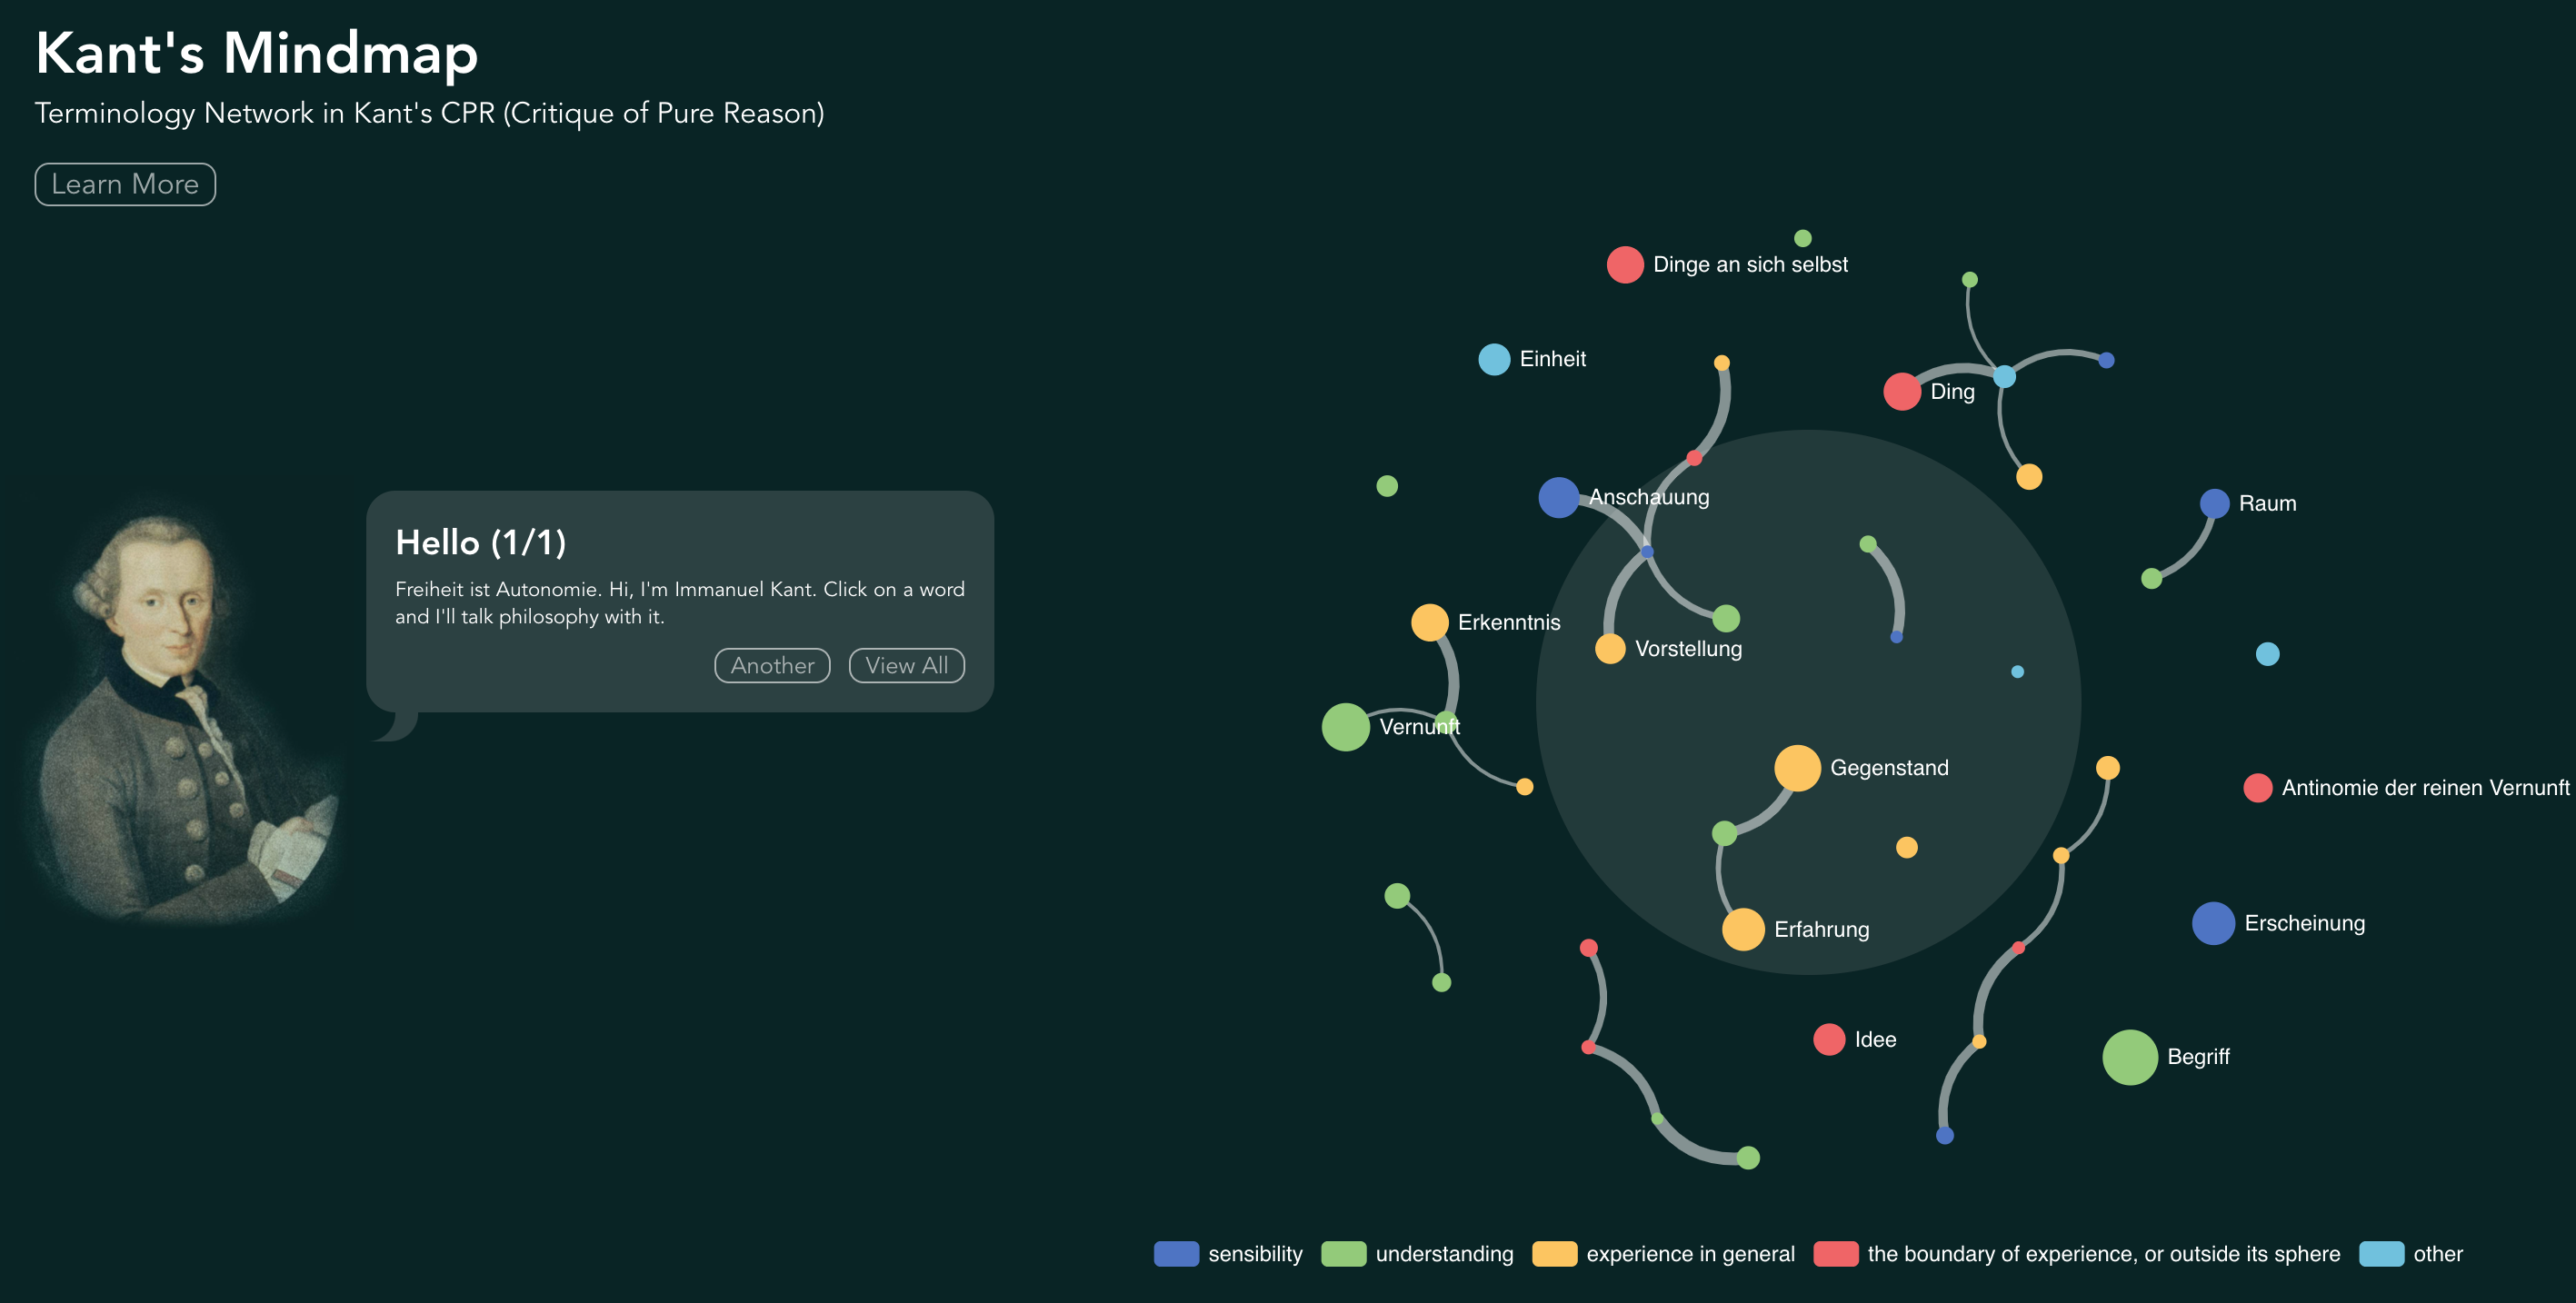 Kant's Mindmap
Terminology Network in Kant's CPR (Critique of Pure Reason)
Learn More
Dinge an sich selbst
Einheit
Ding
Anschauung
Raum
Hello (1/1)
Freiheit ist Autonomie. Hi, I'm Immanuel Kant. Click on a word
and I'll talk philosophy with it.
Another
View All
Erkenntnis
Vorstellung
Vernunft
Gegenstand
Antinomie der reinen Vernunft
Erfahrung
Erscheinung
Idee
Begriff
sensibility
understanding
experience in general
the boundary of experience, or outside its sphere
other